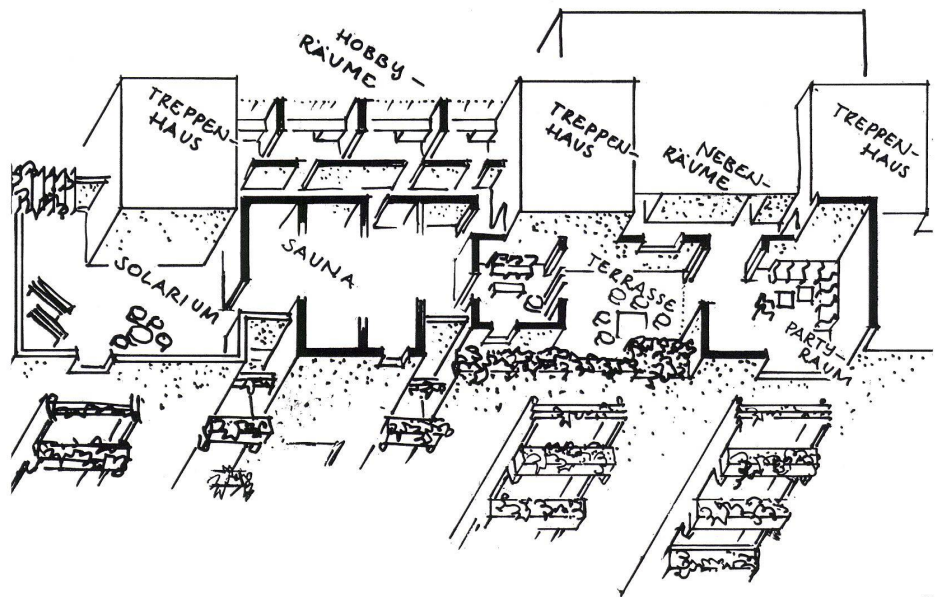 HOBBY
RÄUME
TREPPEN-
HAUS
TREPPEN-
HAUS
TREPPEN-
HAUS
NEBEN-
RÄUME
SOLARIUM
SAUNA
TERRASSE
PARTY-
RAUM